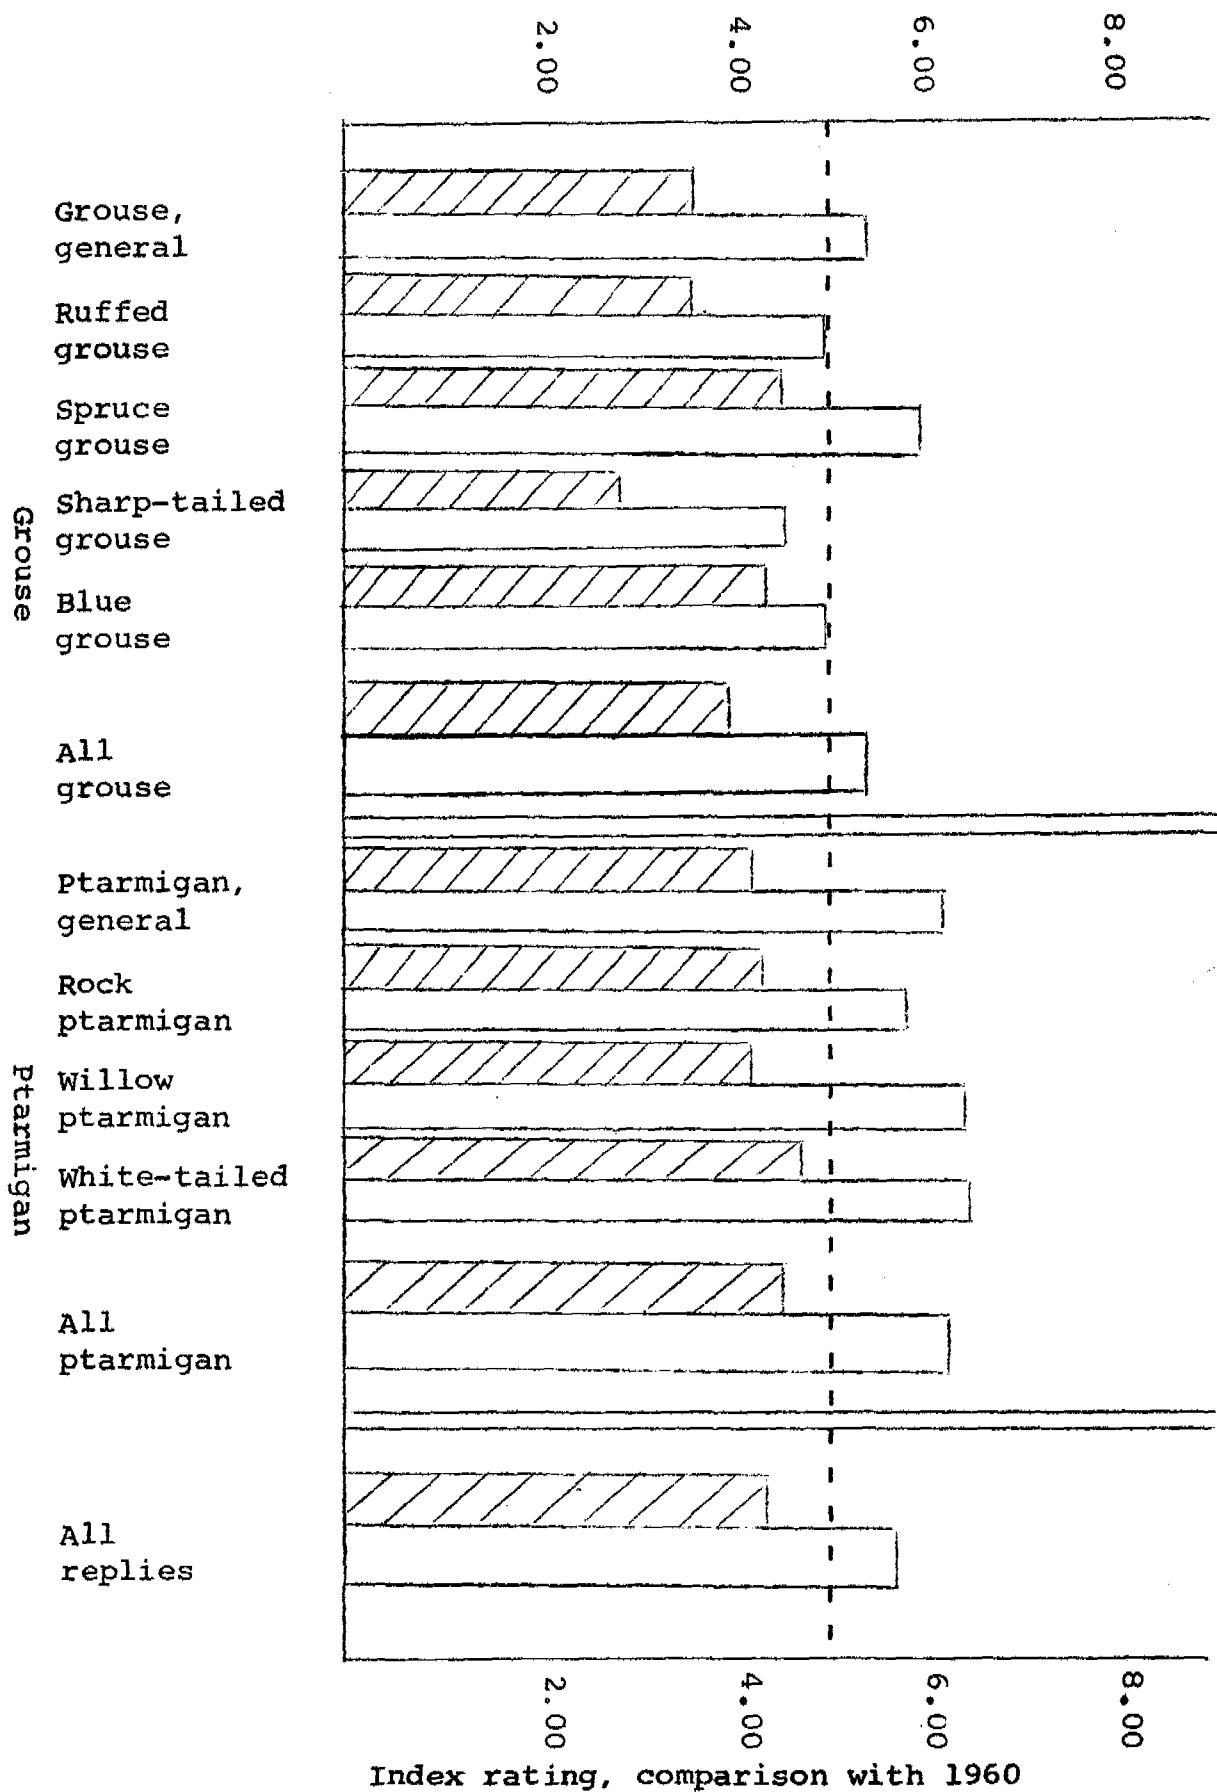 2.00 4.00 6.00 8.00
Grouse,
general
Ruffed
grouse
Spruce
grouse
Sharp-tailed
grouse
Blue
grouse
All
grouse
Grouse
Ptarmigan,
general
Rock
ptarmigan
Willow
ptarmigan
White-tailed
ptarmigan
All
ptarmigan
Ptarmigan
All
replies
2.00 4.00 6.00 8.00
Index rating, comparison with 1960